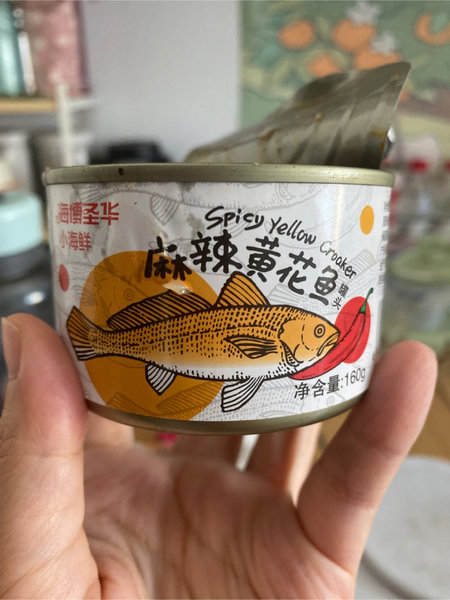 海博圣华
小海鲜
Spicy Yellow Crooker
麻辣黄花鱼
罐头
净含量:160g